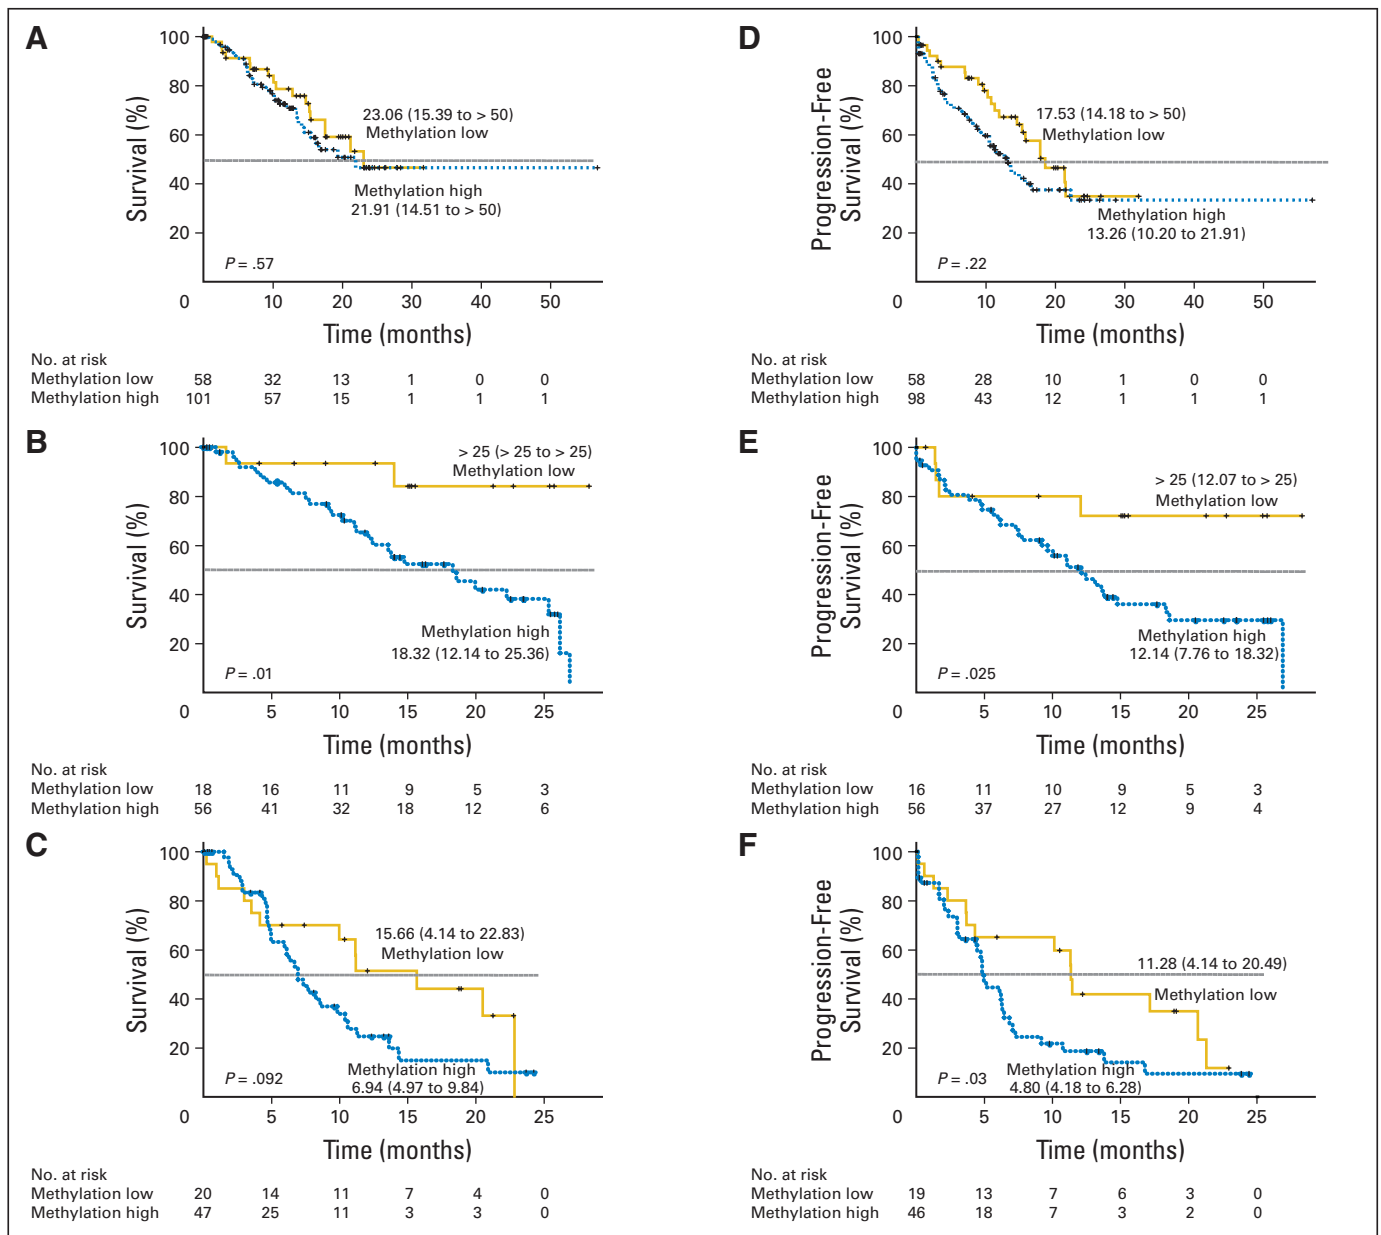 A
Survival (%)
100
80
60
40
20
0
23.06 (15.39 to > 50)
Methylation low
Methylation high
21.91 (14.51 to > 50)
P = .57
10 20 30 40 50
Time (months)
No. at risk
Methylation low 58 32 13 1 0 0
Methylation high 101 57 15 1 1 1
D
Progression-Free
Survival (%)
100
80
60
40
20
0
17.53 (14.18 to > 50)
Methylation low
Methylation high
13.26 (10.20 to 21.91)
P = .22
10 20 30 40 50
Time (months)
No. at risk
Methylation low 58 28 10 1 0 0
Methylation high 98 43 12 1 1 1
B
Survival (%)
100
80
60
40
20
0
> 25 (> 25 to > 25)
Methylation low
Methylation high
18.32 (12.14 to 25.36)
P = .01
5 10 15 20 25
Time (months)
No. at risk
Methylation low 18 16 11 9 5 3
Methylation high 56 41 32 18 12 6
E
Progression-Free
Survival (%)
100
80
60
40
20
0
> 25 (12.07 to > 25)
Methylation low
Methylation high
12.14 (7.76 to 18.32)
P = .025
5 10 15 20 25
Time (months)
No. at risk
Methylation low 16 11 10 9 5 3
Methylation high 56 37 27 12 9 4
C
Survival (%)
100
80
60
40
20
0
15.66 (4.14 to 22.83)
Methylation low
Methylation high
6.94 (4.97 to 9.84)
P = .092
5 10 15 20 25
Time (months)
No. at risk
Methylation low 20 14 11 7 4 0
Methylation high 47 25 11 3 3 0
F
Progression-Free
Survival (%)
100
80
60
40
20
0
11.28 (4.14 to 20.49)
Methylation low
Methylation high
4.80 (4.18 to 6.28)
P = .03
5 10 15 20 25
Time (months)
No. at risk
Methylation low 19 13 7 6 3 0
Methylation high 46 18 7 3 2 0